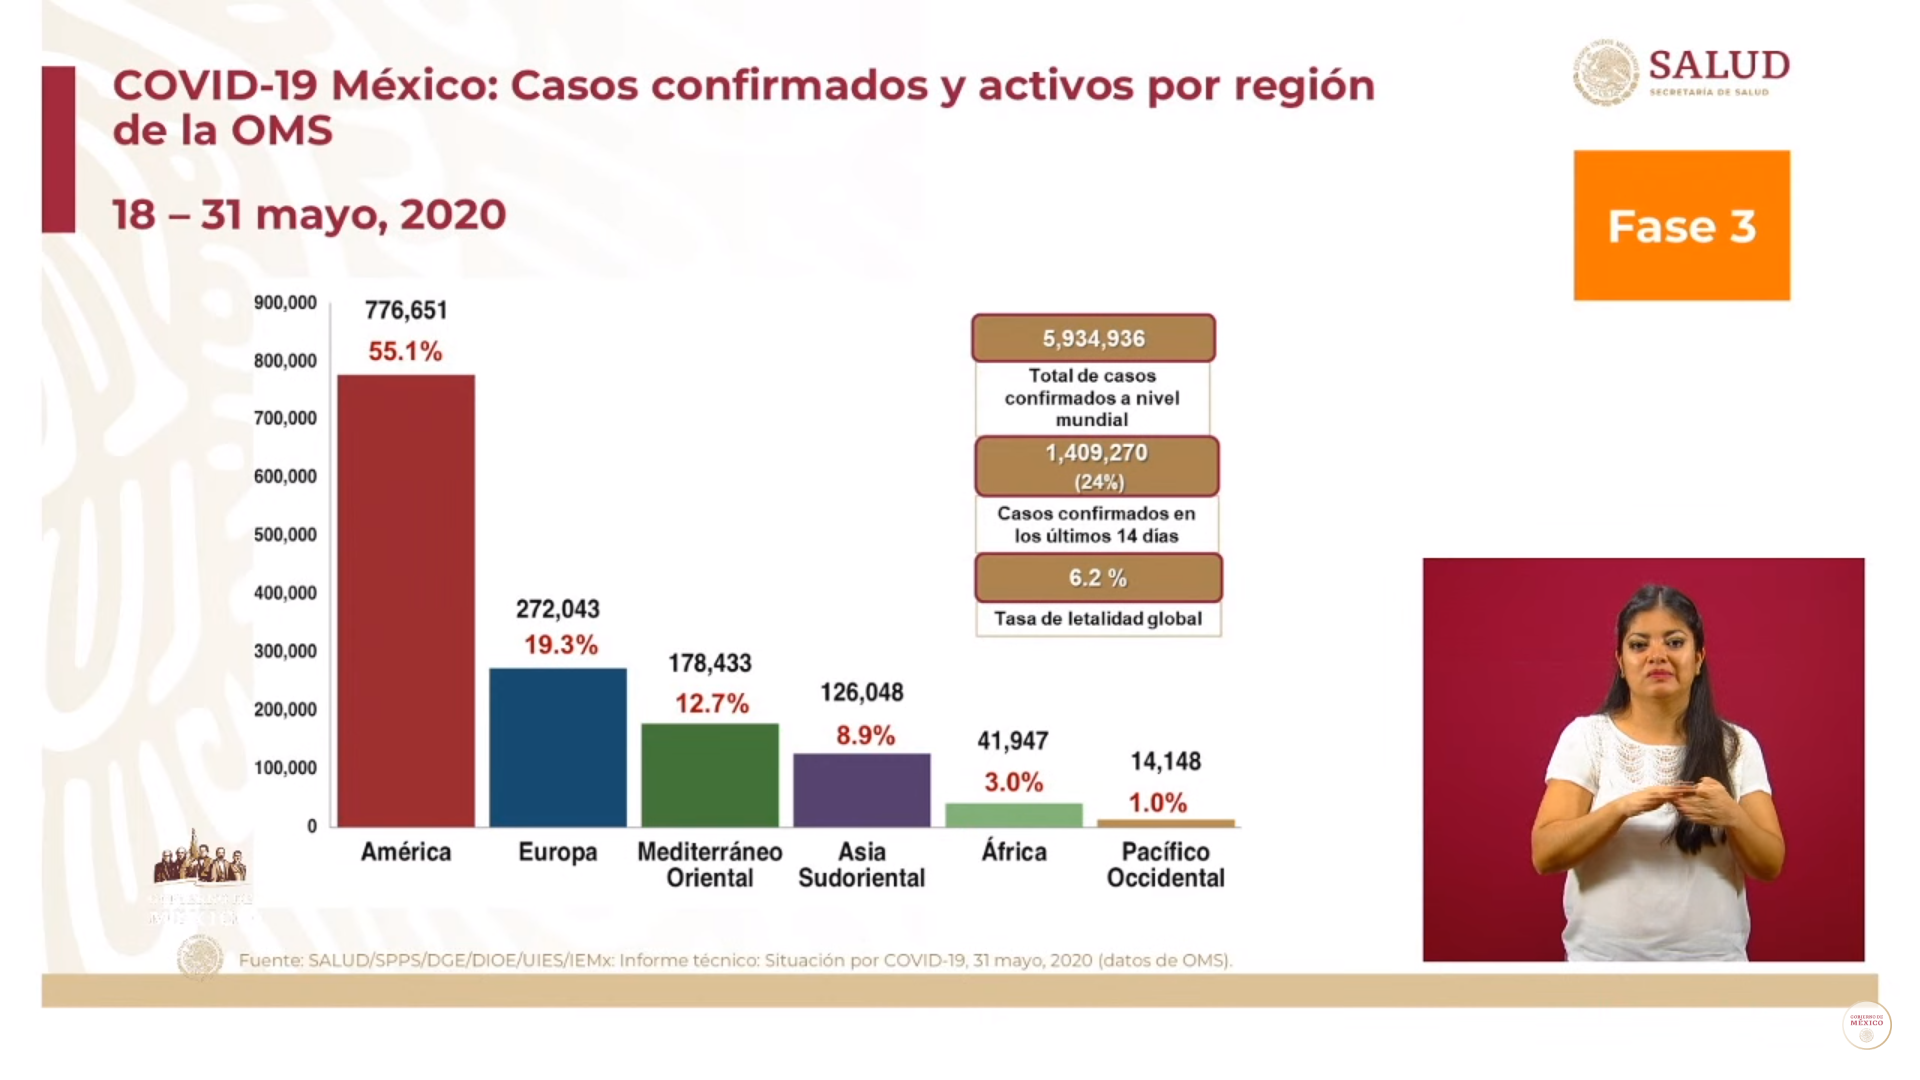 COVID-19 México: Casos confirmados y activos por región
de la OMS
18 – 31 mayo, 2020
SALUD
SECRETARÍA DE SALUD
Fase 3
900,000
800,000
700,000
600,000
500,000
400,000
300,000
200,000
100,000
0
776,651
55.1%
272,043
19.3%
178,433
12.7%
126,048
8.9%
41,947
3.0%
14,148
1.0%
América
Europa
Mediterráneo
Oriental
Asia
Sudoriental
África
Pacífico
Occidental
5,934,936
Total de casos
confirmados a nivel
mundial
1,409,270
(24%)
Casos confirmados en
los últimos 14 días
6.2 %
Tasa de letalidad global
Fuente: SALUD/SPPS/DGE/DIOE/UIES/IEMx: Informe técnico: Situación por COVID-19, 31 mayo, 2020 (datos de OMS).
GOBIERNO DE
MÉXICO